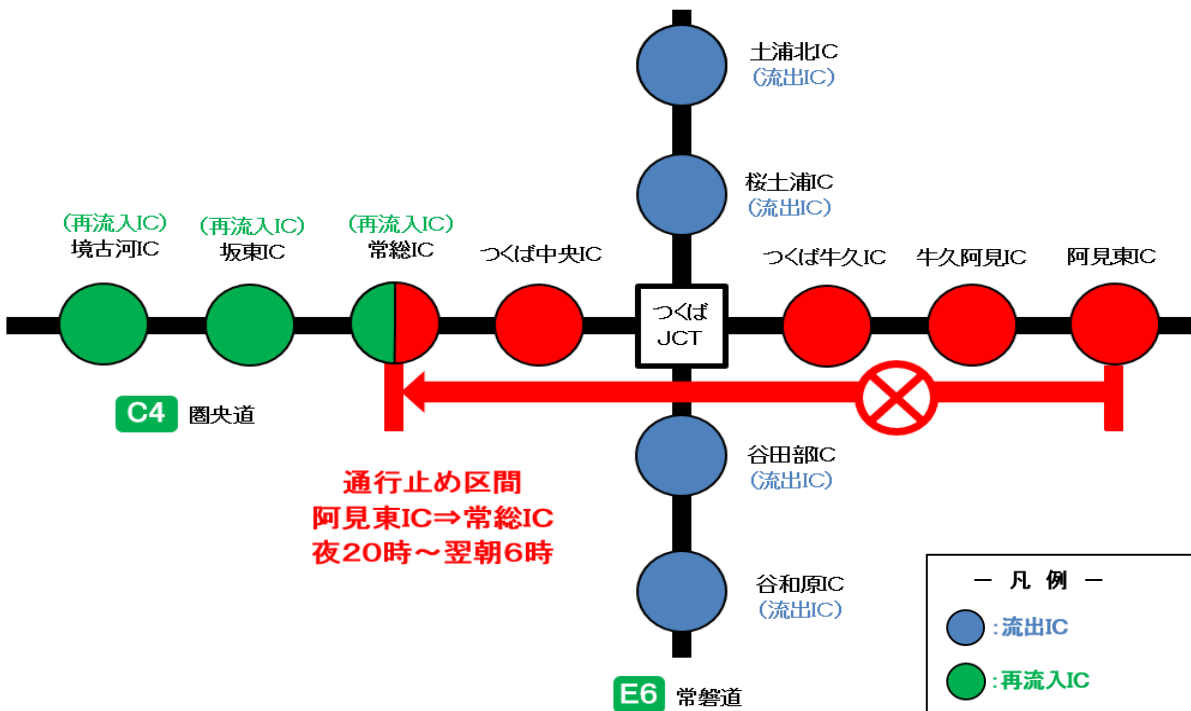 土浦北IC
(流出IC)
桜土浦IC
(流出IC)
(再流入IC)
境古河IC
(再流入IC)
坂東IC
(再流入IC)
常総IC
つくば中央IC
つくば
JCT
つくば牛久IC
牛久阿見IC
阿見東IC
C4 圏央道
通行止め区間
阿見東IC⇒常総IC
夜20時～翌朝6時
谷田部IC
(流出IC)
谷和原IC
(流出IC)
E6 常磐道
― 凡 例 ―
:流出IC
:再流入IC